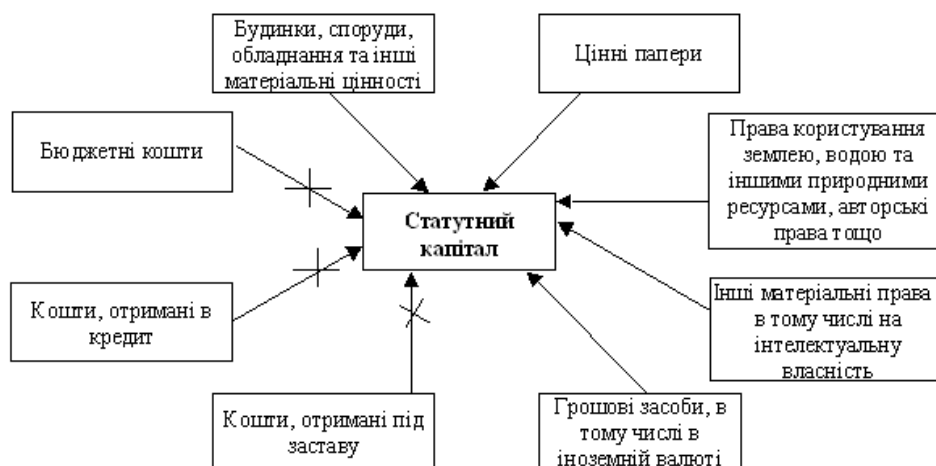 Будинки, споруди,
обладнання та інші
матеріальні цінності
Цінні папери
Бюджетні кошти
Права користування
землею, водою та
іншими природними
ресурсами, авторські
права тощо
Статутний
капітал
Кошти, отримані в
кредит
Інші матеріальні права
в тому числі на
інтелектуальну
власність
Кошти, отримані під
заставу
Грошові засоби, в
тому числі в
іноземній валюті